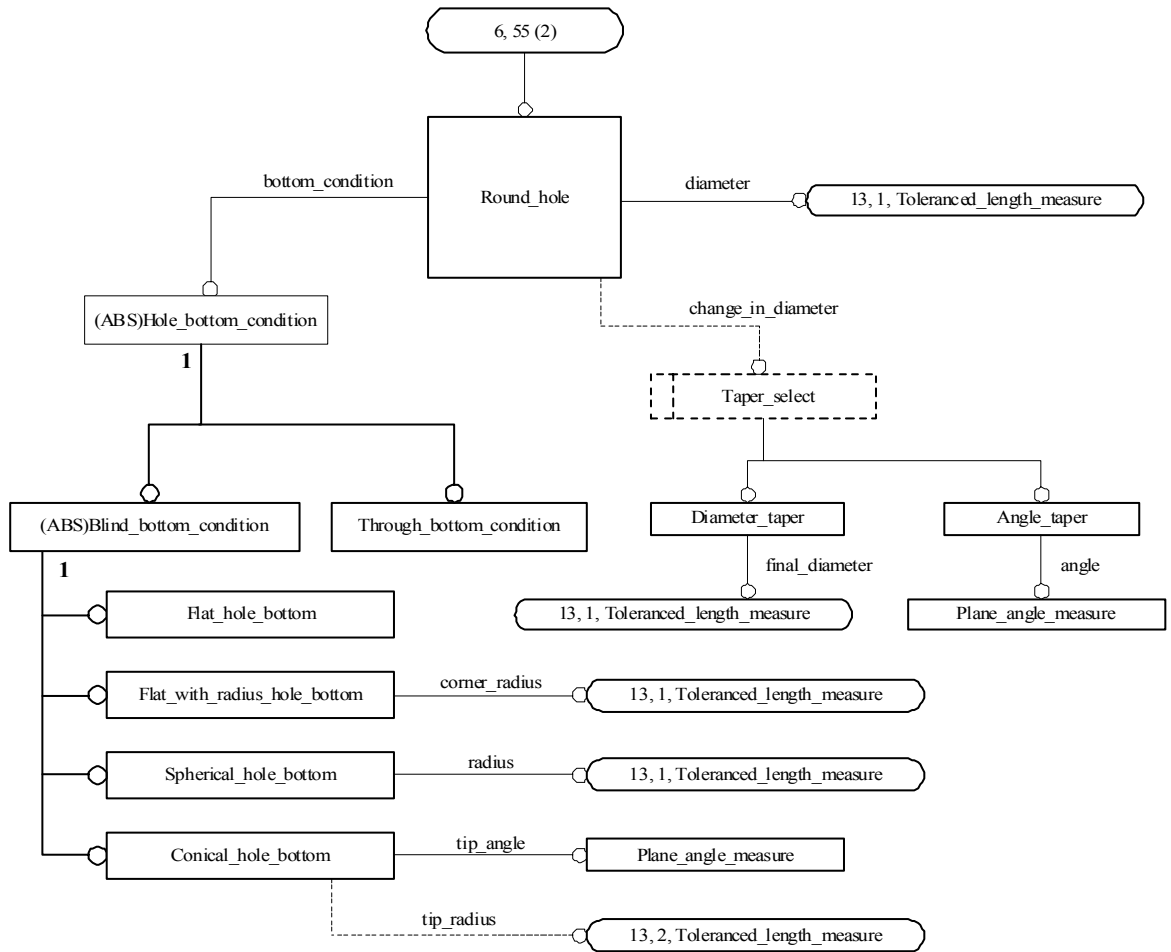 6, 55 (2)
Round_hole
bottom_condition
diameter
13, 1, Toleranced_length_measure
(ABS)Hole_bottom_condition
1
change_in_diameter
Taper_select
(ABS)Blind_bottom_condition
Through_bottom_condition
Diameter_taper
Angle_taper
1
final_diameter
angle
Flat_hole_bottom
13, 1, Toleranced_length_measure
Plane_angle_measure
Flat_with_radius_hole_bottom
corner_radius
13, 1, Toleranced_length_measure
Spherical_hole_bottom
radius
13, 1, Toleranced_length_measure
Conical_hole_bottom
tip_angle
Plane_angle_measure
tip_radius
13, 2, Toleranced_length_measure